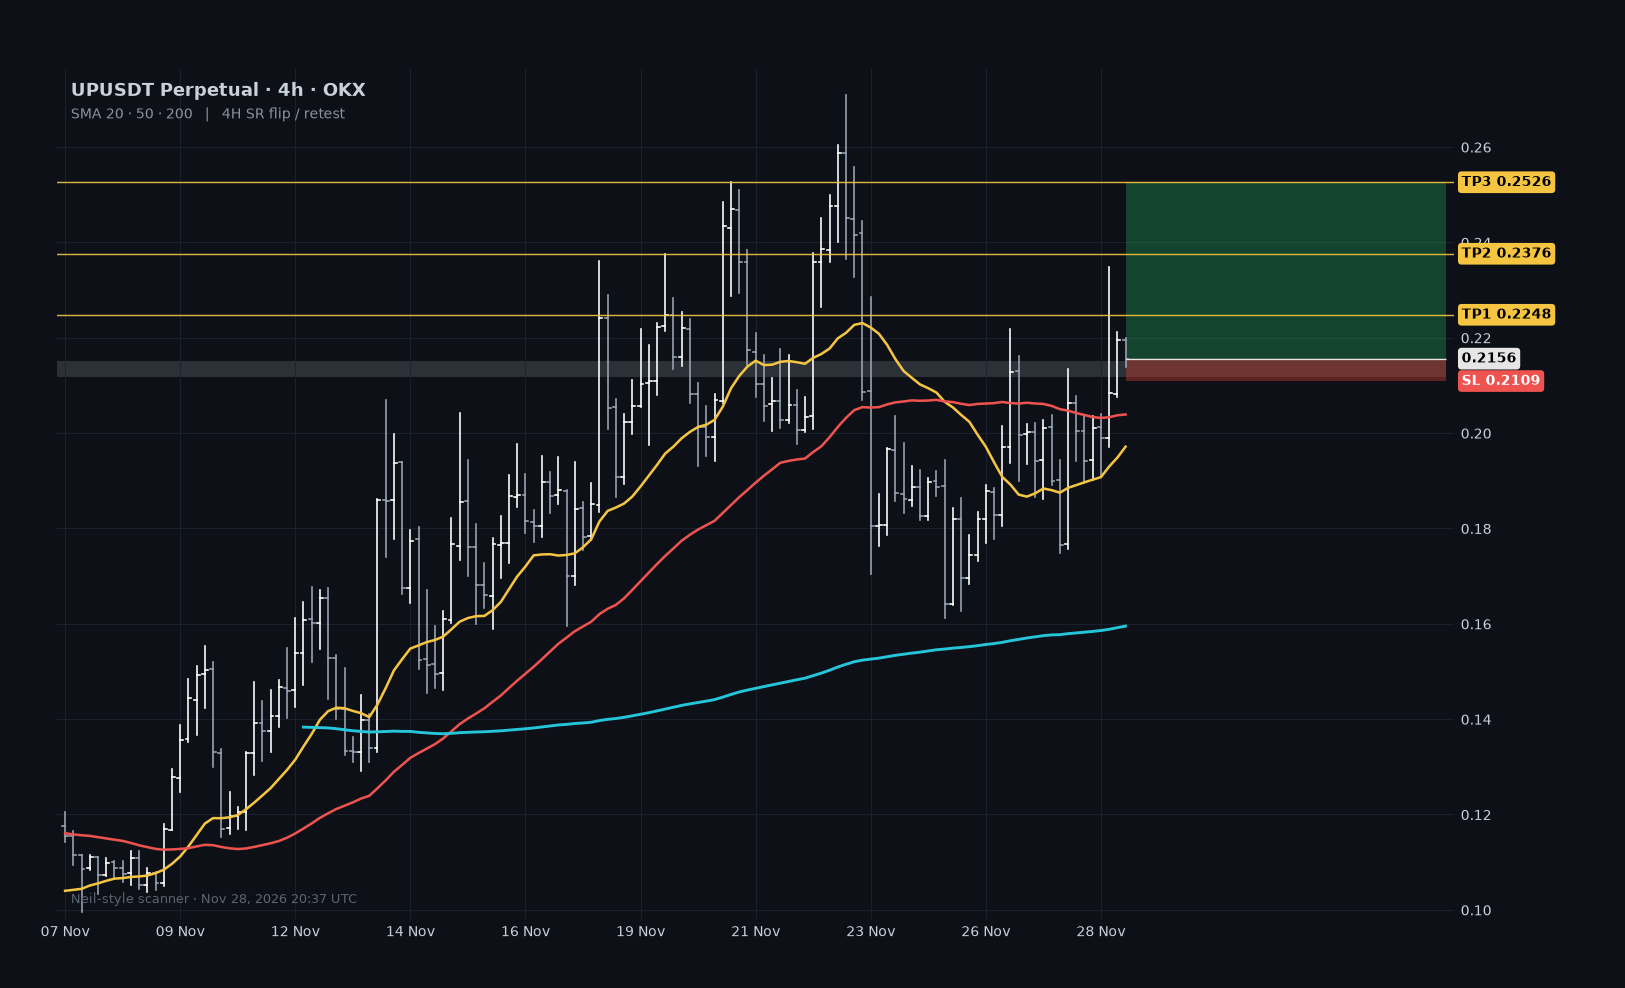 UPUSDT Perpetual · 4h · OKX
SMA 20 · 50 · 200 | 4H SR flip / retest
0.26
TP3 0.2526
0.24
TP2 0.2376
TP1 0.2248
0.22
0.2156
SL 0.2109
0.20
0.18
0.16
0.14
0.12
Neil-style scanner · Nov 28, 2026 20:37 UTC
0.10
07 Nov 09 Nov 12 Nov 14 Nov 16 Nov 19 Nov 21 Nov 23 Nov 26 Nov 28 Nov